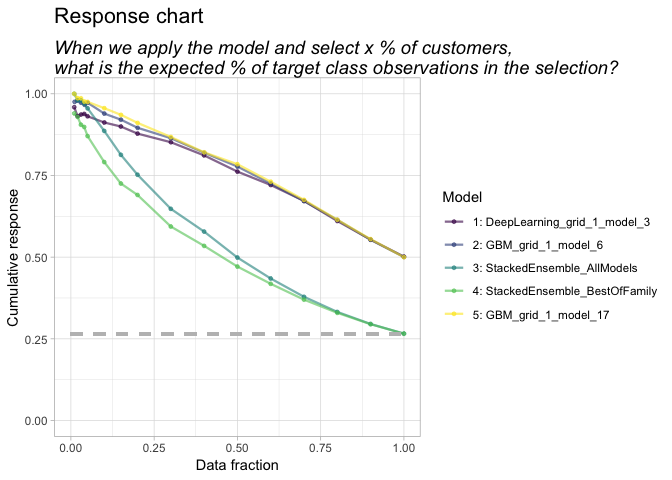 Response chart
When we apply the model and select x % of customers,
what is the expected % of target class observations in the selection?
1.00
0.75
0.50
0.25
0.00
Cumulative response
0.00 0.25 0.50 0.75 1.00
Data fraction
Model
1: DeepLearning_grid_1_model_3
2: GBM_grid_1_model_6
3: StackedEnsemble_AllModels
4: StackedEnsemble_BestOfFamily
5: GBM_grid_1_model_17